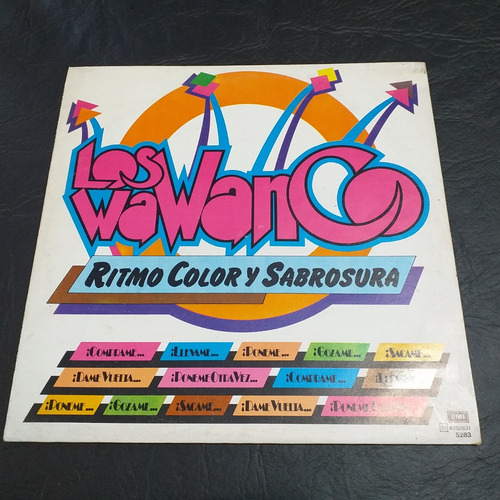 Los
WaWanCo
RITMO COLOR Y SABROSURA
¡COMPRAME... ¡LLEVAME... ¡PONEME... ¡GOZAME... ¡SACAME...
¡DAME VUELTA... ¡PONEME OTRA VEZ... ¡COMPRAME...
¡PONEME... ¡GOZAME... ¡SACAME... ¡DAME VUELTA...
EMI
5283